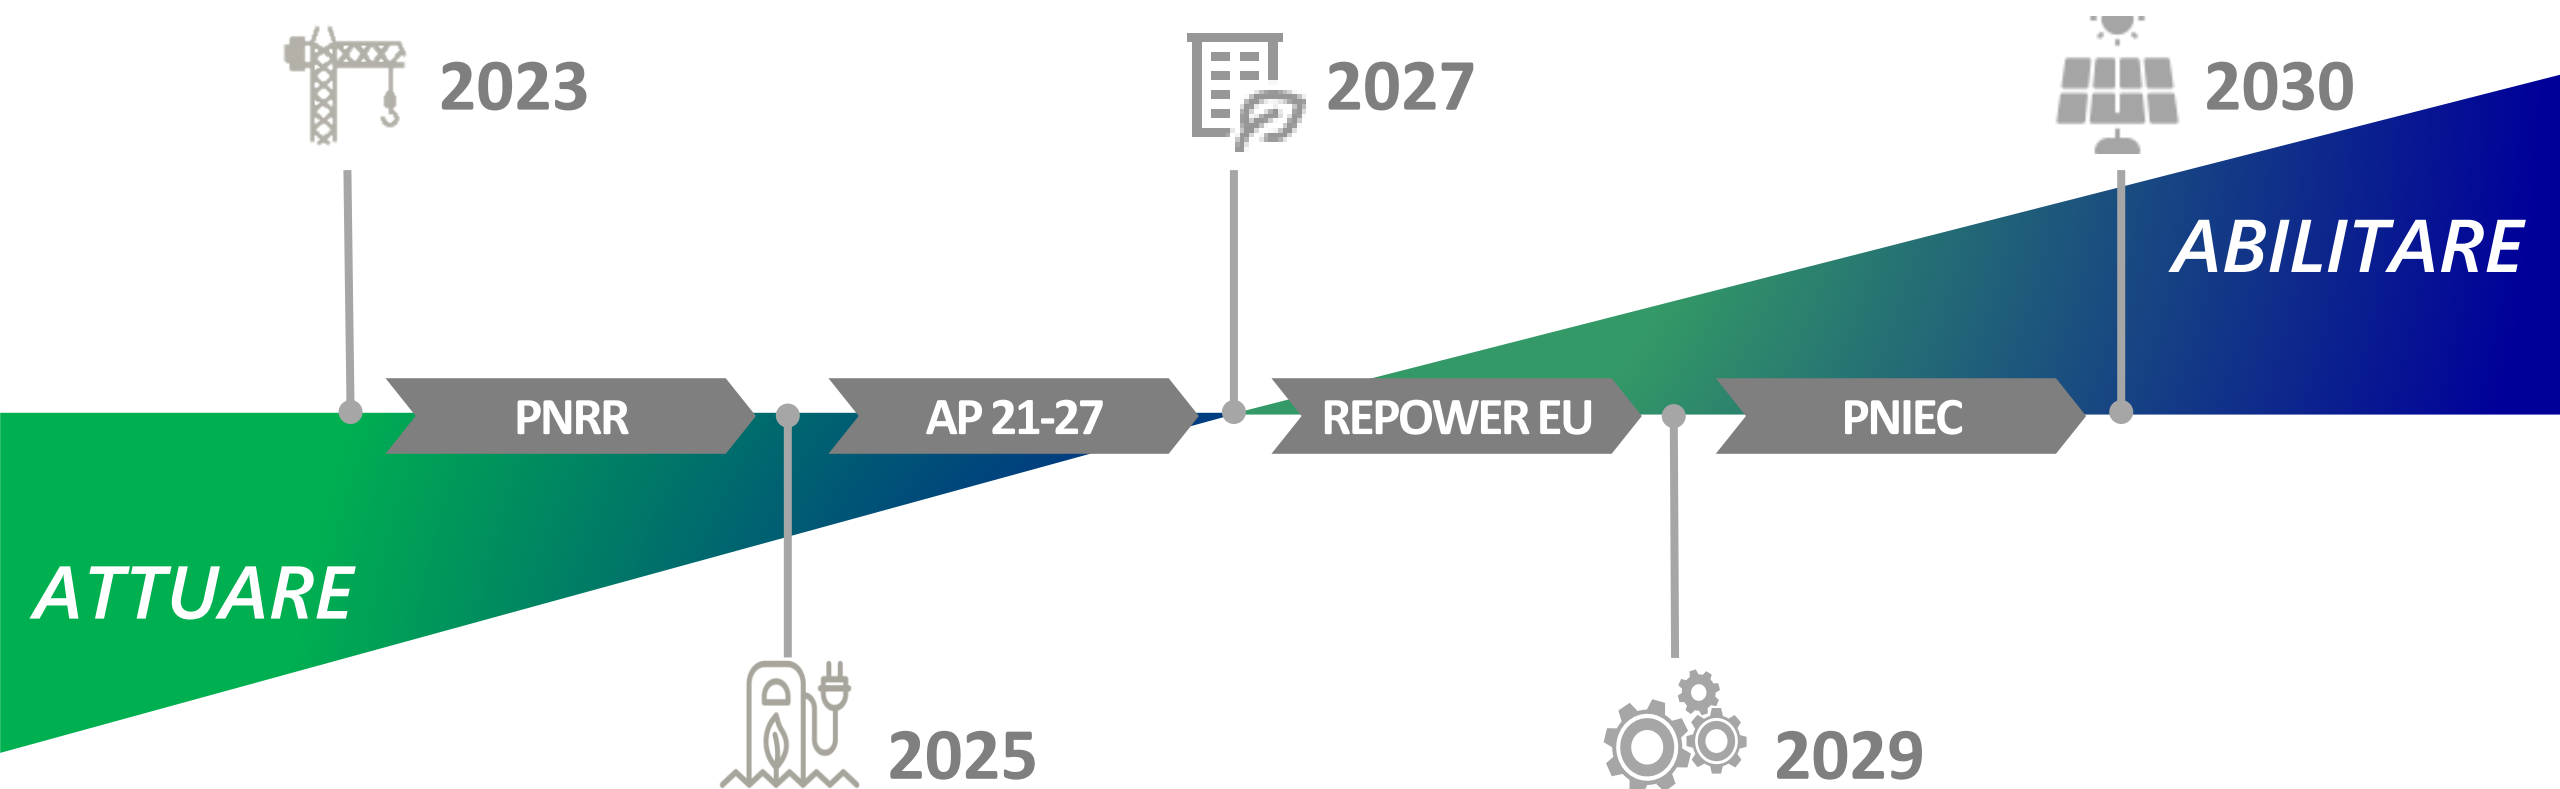 2023
2027
2030
ABILITARE
PNRR
AP 21-27
REPOWER EU
PNIEC
ATTUARE
2025
2029